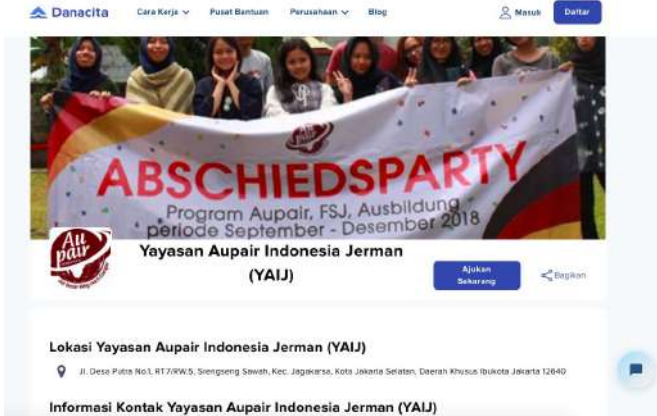 Danacita
Cara Kerja
Pusat Bantuan
Perusahaan
Blog
Masuk
Daftar
ABSCHIEDSPARTY
Program Aupair, FSJ, Ausbildung
periode September - Desember 2018
Au
pair
Yayasan Aupair Indonesia Jerman
(YAIJ)
Ajukan
Sekarang
Bagikan
Lokasi Yayasan Aupair Indonesia Jerman (YAIJ)
Jl. Desa Putra No.1, RT7/RW.5, Srengseng Sawah, Kec. Jagakarsa, Kota Jakarta Selatan, Daerah Khusus Ibukota Jakarta 12640
Informasi Kontak Yayasan Aupair Indonesia Jerman (YAIJ)